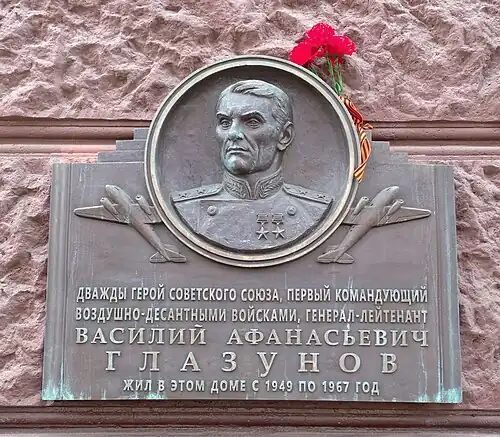 ДВАЖДЫ ГЕРОЙ СОВЕТСКОГО СОЮЗА, ПЕРВЫЙ КОМАНДУЮЩИЙ
ВОЗДУШНО-ДЕСАНТНЫМИ ВОЙСКАМИ, ГЕНЕРАЛ-ЛЕЙТЕНАНТ
ВАСИЛИЙ АФАНАСЬЕВИЧ
ГЛАЗУНОВ
ЖИЛ В ЭТОМ ДОМЕ С 1949 ПО 1967 ГОД